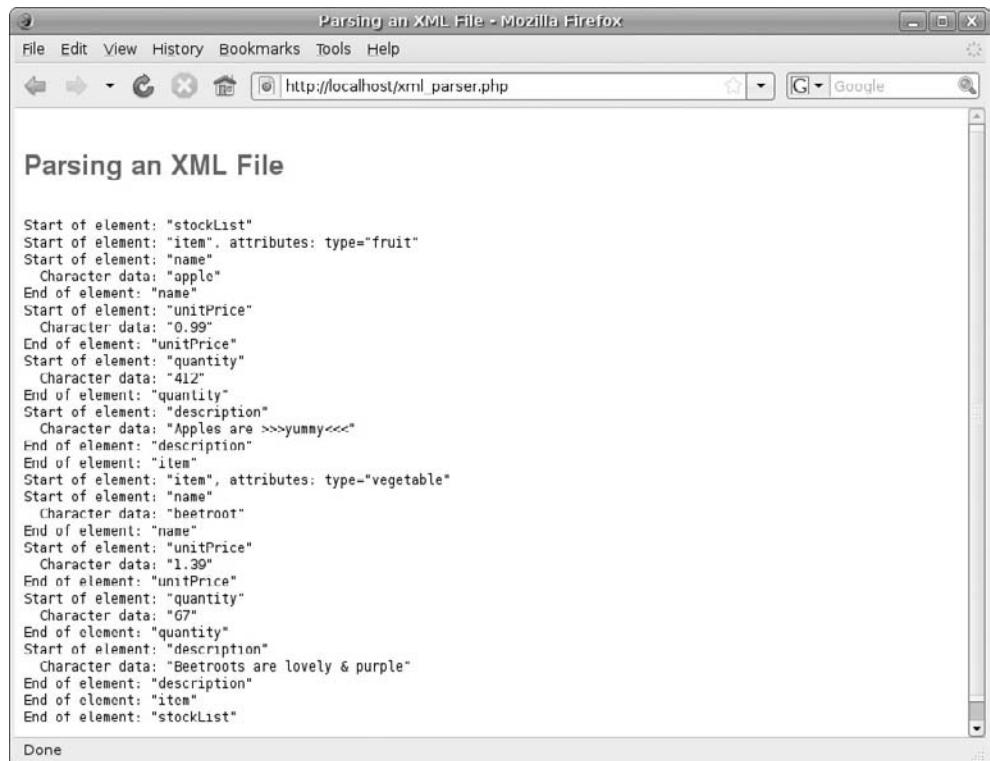 Parsing an XML File - Mozilla Firefox
File Edit View History Bookmarks Tools Help
http://localhost/xml_parser.php
G Google
Parsing an XML File
Start of element: "stockList"
Start of element: "item", attributes: type="fruit"
Start of element: "name"
Character data: "apple"
End of element: "name"
Start of element: "unitPrice"
Character data: "0.99"
End of element: "unitPrice"
Start of element: "quantity"
Character data: "412"
End of element: "quantity"
Start of element: "description"
Character data: "Apples are >>>yummy<<<"
End of element: "description"
End of element: "item"
Start of element: "item", attributes: type="vegetable"
Start of element: "name"
Character data: "beetroot"
End of element: "name"
Start of element: "unitPrice"
Character data: "1.39"
End of element: "unitPrice"
Start of element: "quantity"
Character data: "67"
End of element: "quantity"
Start of element: "description"
Character data: "Beetroots are lovely & purple"
End of element: "description"
End of element: "item"
End of element: "stockList"
Done